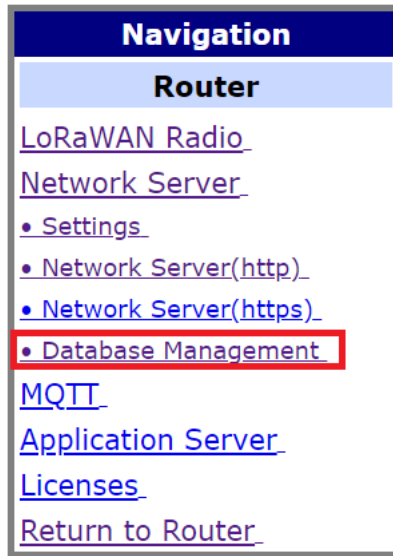 Navigation
Router
LoRaWAN Radio
Network Server
• Settings
• Network Server(http)
• Network Server(https)
• Database Management
MQTT
Application Server
Licenses
Return to Router